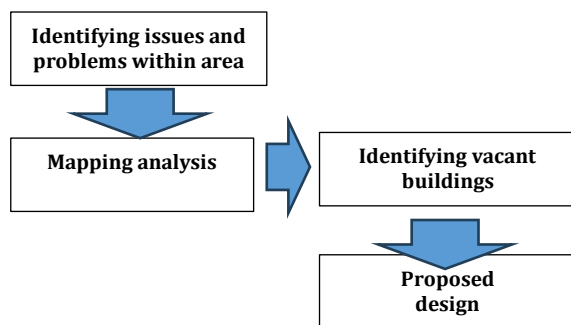 Identifying issues and
problems within area
Mapping analysis
Identifying vacant
buildings
Proposed
design